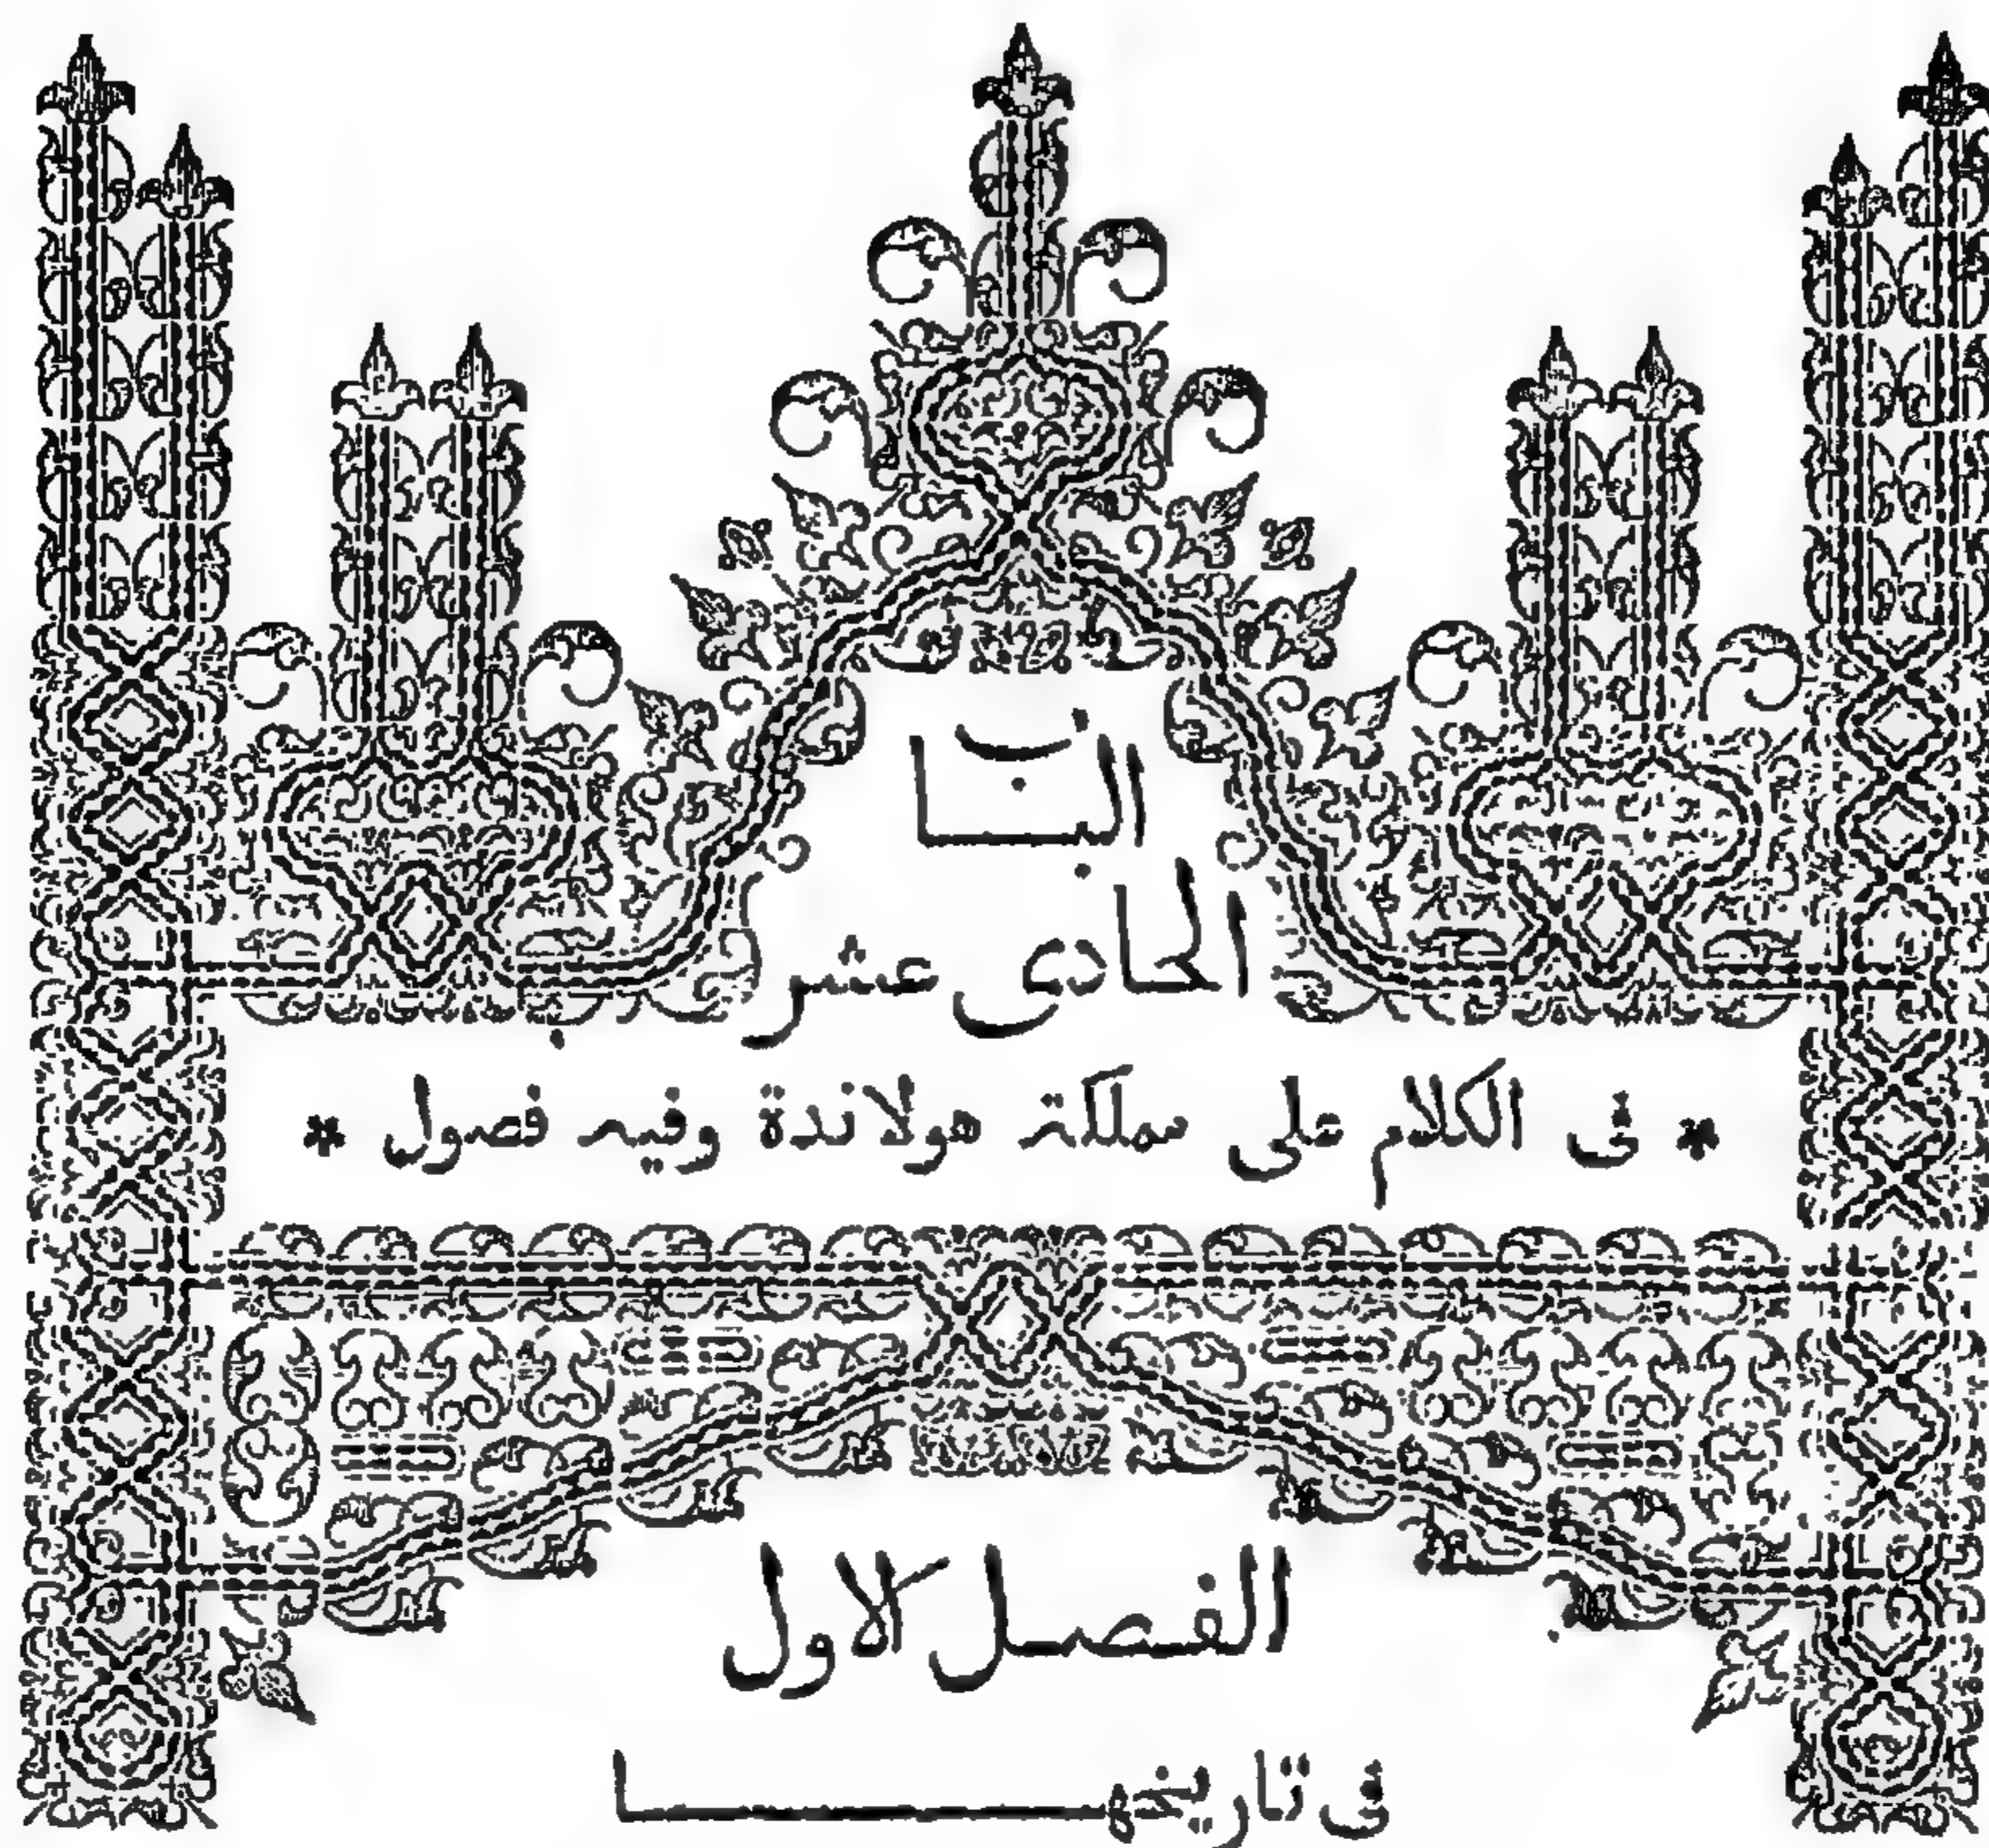 الباب
الحادى عشر
* فى الكلام على مملكة هولاندة وفيه فصول *
الفصل الاول
فى تاريخها